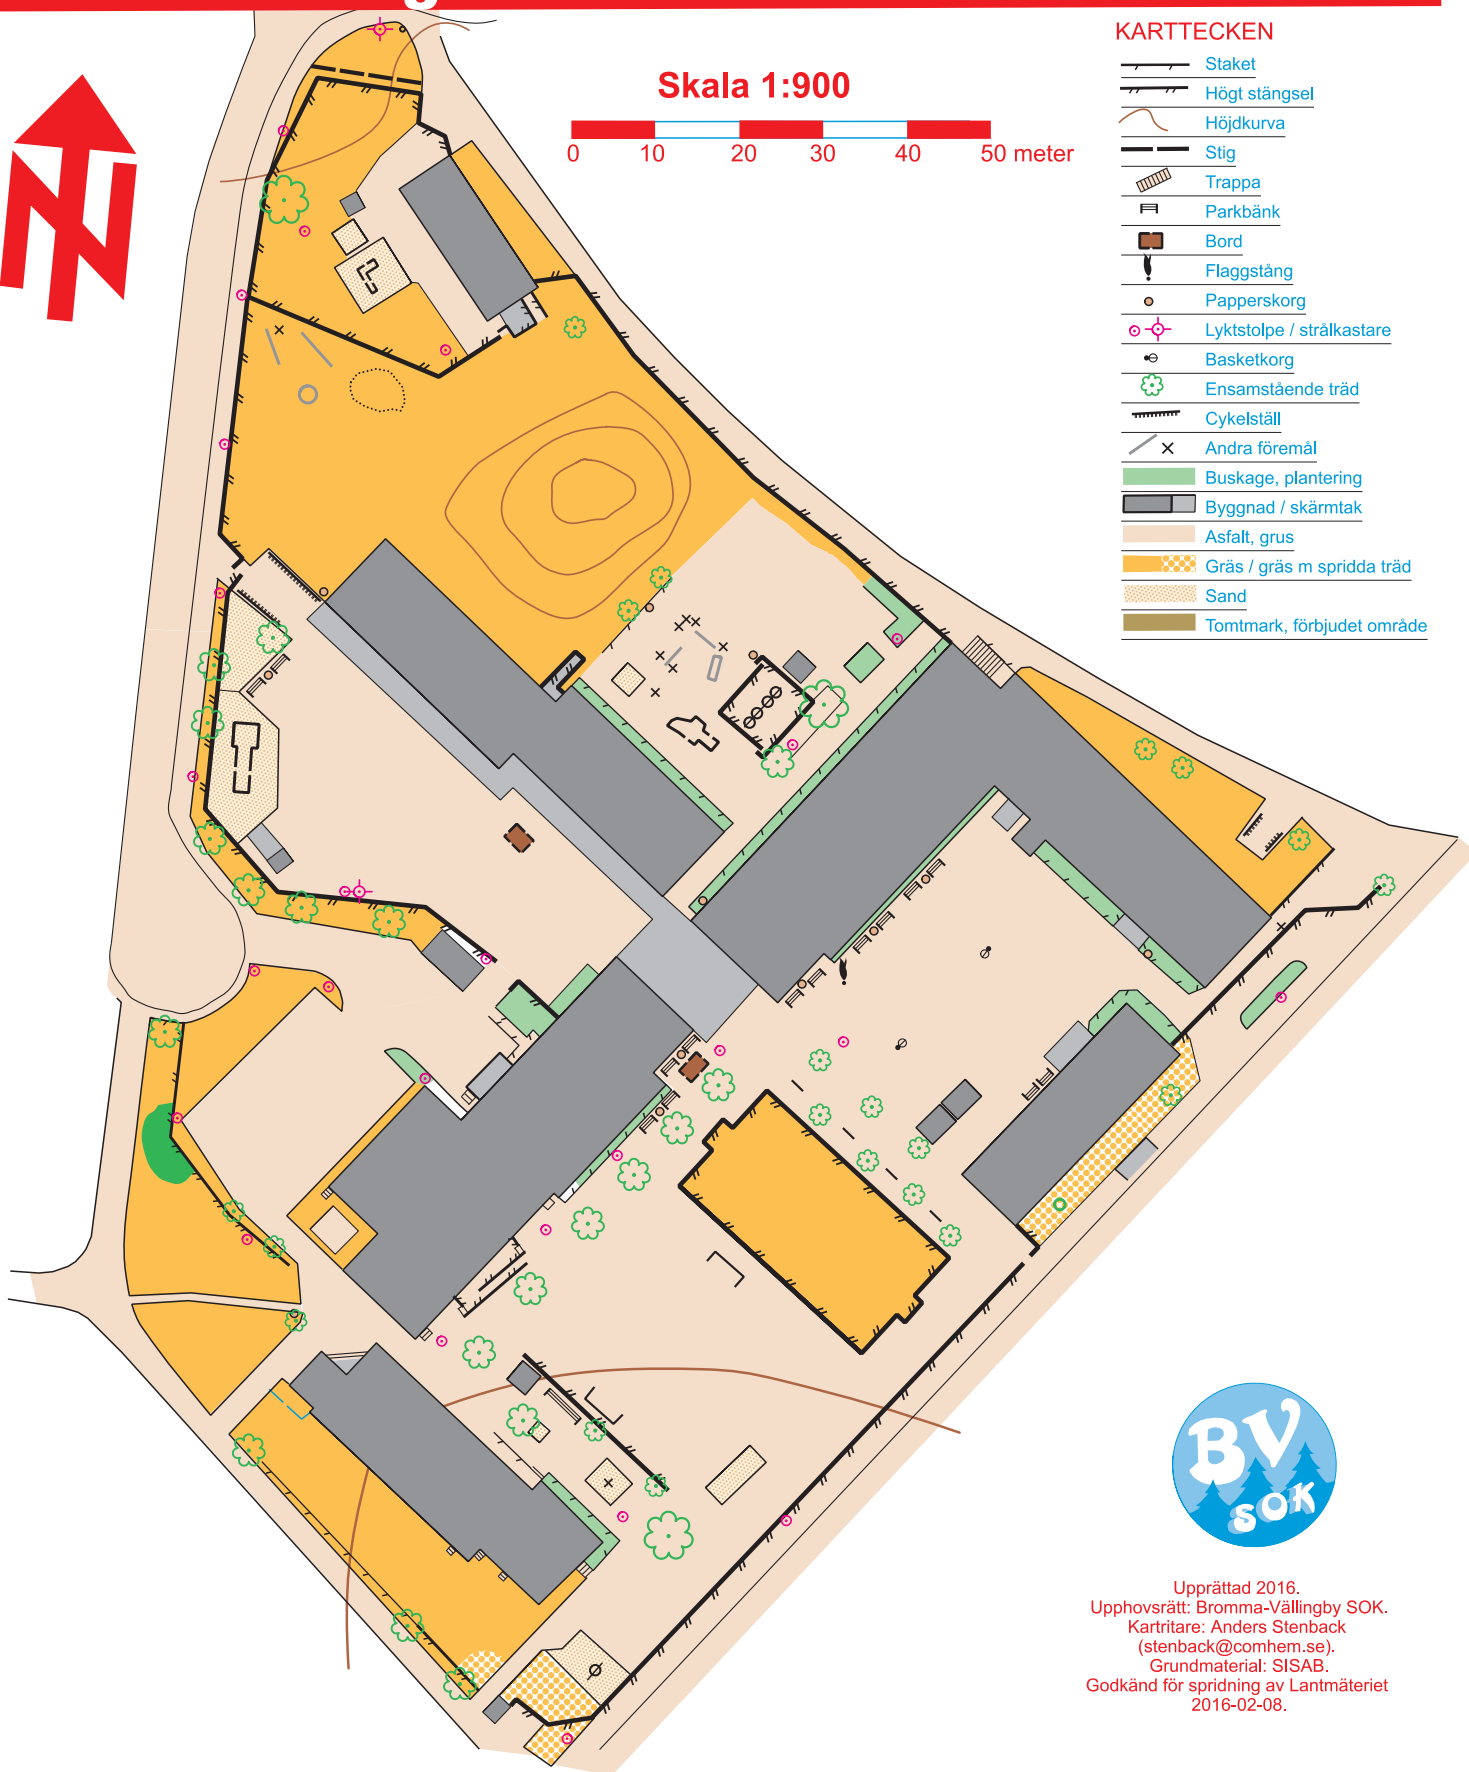 KARTTECKEN
Skala 1:900
0 10 20 30 40 50 meter
Staket
Högt stängsel
Höjdkurva
Stig
Trappa
Parkbänk
Bord
Flaggstång
Papperskorg
Lyktstolpe / strålkastare
Basketkorg
Ensamstående träd
Cykelställ
Andra föremål
Buskage, plantering
Byggnad / skärmtak
Asfalt, grus
Gräs / gräs m spridda träd
Sand
Tomtmark, förbjudet område
BV
SOK
Upprättad 2016.
Upphovsrätt: Bromma-Vällingby SOK.
Kartritare: Anders Stenback
(stenback@comhem.se).
Grundmaterial: SISAB.
Godkänd för spridning av Lantmäteriet
2016-02-08.